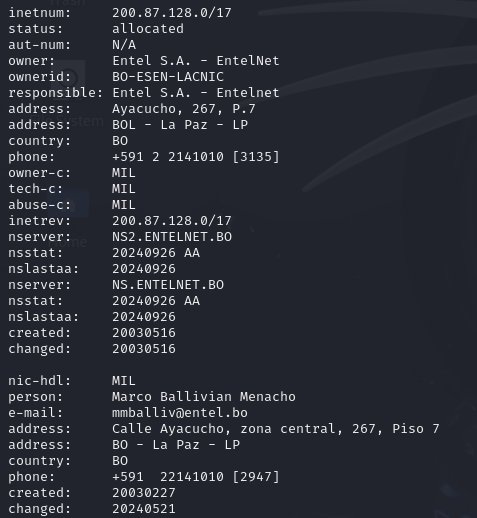 inetnum: 200.87.128.0/17
status: allocated
aut-num: N/A
owner: Entel S.A. - EntelNet
ownerid: BO-ESEN-LACNIC
responsible: Entel S.A. - Entelnet
address: Ayacucho, 267, P.7
address: BOL - La Paz - LP
country: BO
phone: +591 2 2141010 [3135]
owner-c: MIL
tech-c: MIL
abuse-c: MIL
inetrev: 200.87.128.0/17
nserver: NS2.ENTELNET.BO
nsstat: 20240926 AA
nslastaa: 20240926
nserver: NS.ENTELNET.BO
nsstat: 20240926 AA
nslastaa: 20240926
created: 20030516
changed: 20030516
nic-hdl: MIL
person: Marco Ballivian Menacho
e-mail: mmballiv@entel.bo
address: Calle Ayacucho, zona central, 267, Piso 7
address: BO - La Paz - LP
country: BO
phone: +591  22141010 [2947]
created: 20030227
changed: 20240521